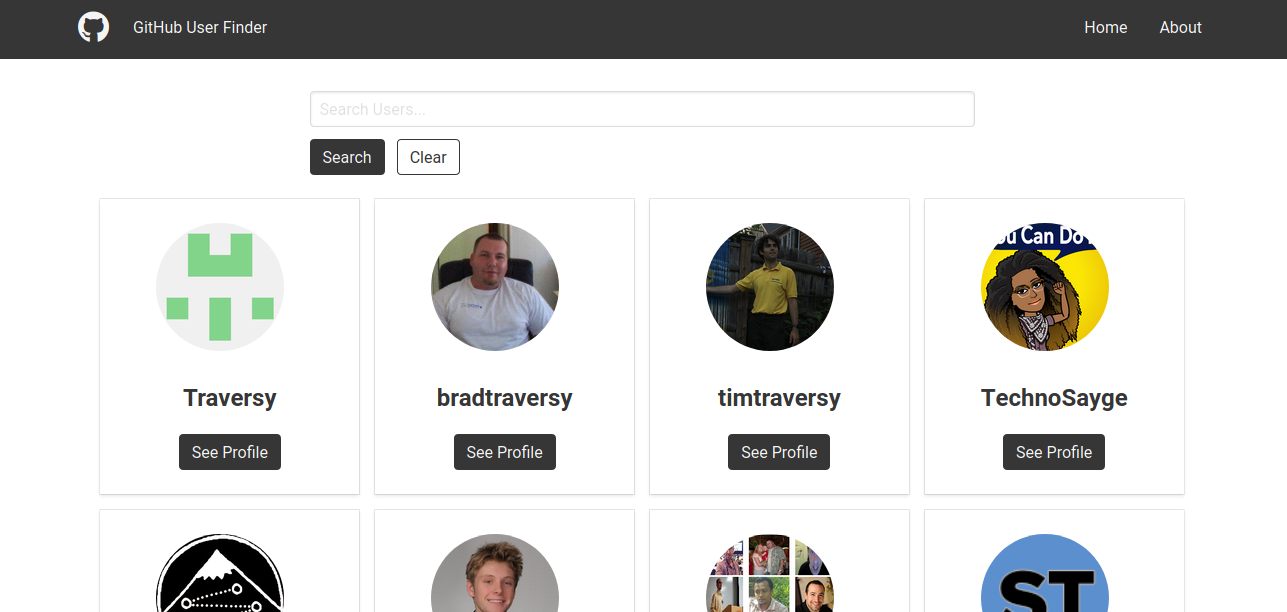 GitHub User Finder
Home
About
Search Users...
Search
Clear
You Can Do
Traversy
bradtraversy
timtraversy
TechnoSayge
See Profile
See Profile
See Profile
See Profile
ST